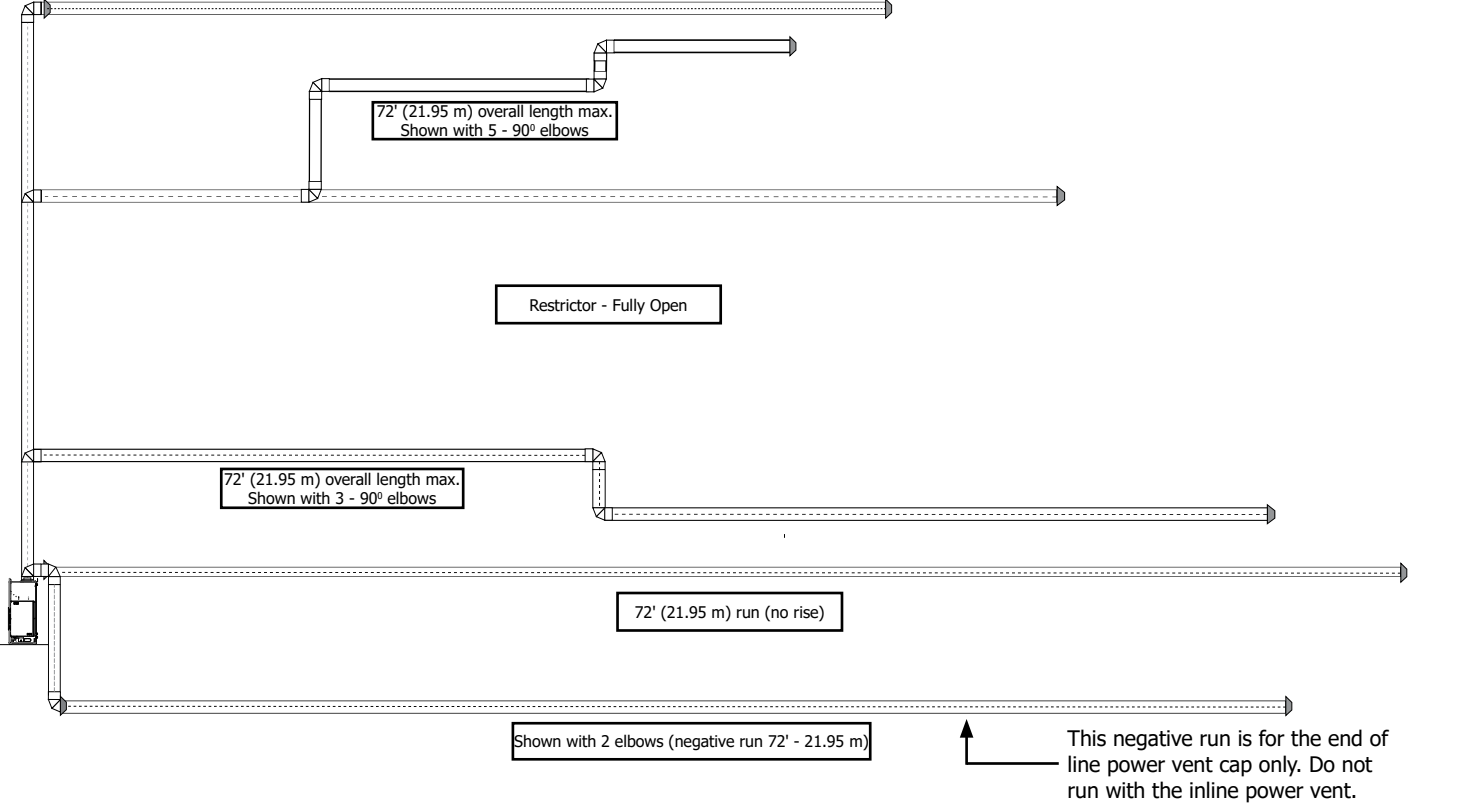 72' (21.95 m) overall length max.
Shown with 5 - 90⁰ elbows
Restrictor - Fully Open
72' (21.95 m) overall length max.
Shown with 3 - 90⁰ elbows
72' (21.95 m) run (no rise)
Shown with 2 elbows (negative run 72' - 21.95 m)
This negative run is for the end of
line power vent cap only. Do not
run with the inline power vent.